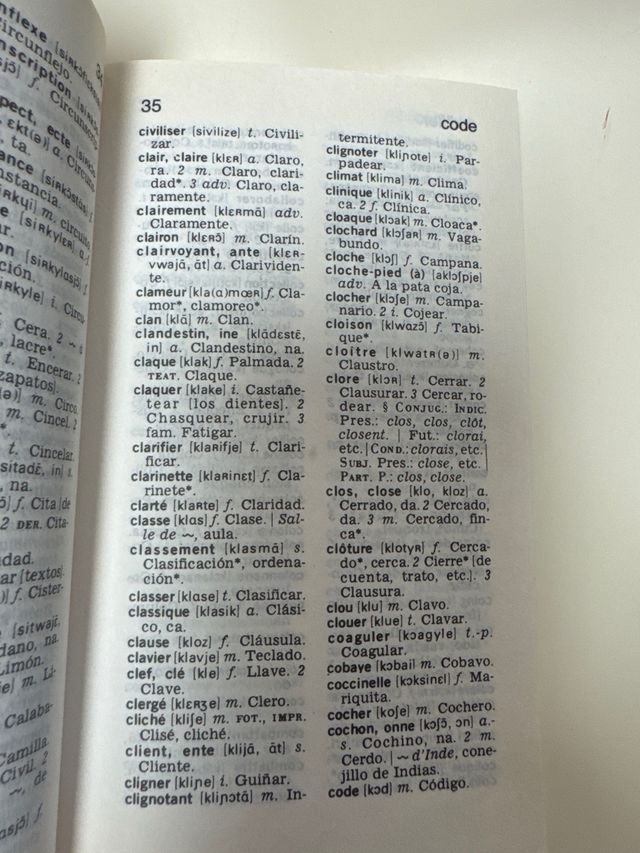 35
code
civiliser [sivilize] t. Civili-
zar.
clair, claire [klɛʀ] a. Claro,
ra. 2 m. Claro, clari-
dad*. 3 adv. Claro, cla-
ramente.
clairement [klɛʀmɑ̃] adv.
Claramente.
clairon [klɛʀɔ̃] m. Clarín.
clairvoyant, ante [klɛʀ-
vwajɑ̃, ɑ̃t] a. Clarividen-
te.
clameur [kla(ɑ)mœʀ] f. Cla-
mor*, clamoreo*.
clan [klɑ̃] m. Clan.
clandestin, ine [klɑ̃dɛstɛ̃,
in] a. Clandestino, na.
claque [klak] f. Palmada. 2
TEAT. Claque.
claquer [klake] i. Castañe-
tear [los dientes]. 2
Chasquear, crujir. 3
fam. Fatigar.
clarifier [klaʀifje] t. Clari-
ficar.
clarinette [klaʀinɛt] f. Cla-
rinete*.
clarté [klaʀte] f. Claridad.
classe [klɑs] f. Clase. | Sal-
le de ~, aula.
classement [klasmɑ̃] s.
Clasificación*, ordena-
ción*.
classer [klɑse] t. Clasificar.
classique [klasik] a. Clási-
co, ca.
clause [kloz] f. Cláusula.
clavier [klavje] m. Teclado.
clef, clé [kle] f. Llave. 2
Clave.
clergé [klɛʀʒe] m. Clero.
cliché [kliʃe] m. FOT., IMPR.
Clisé, cliché.
client, ente [klijɑ̃, ɑ̃t] s.
Cliente.
cligner [kliɲe] i. Guiñar.
clignotant [kliɲɔtɑ̃] m. In-
termitente.
clignoter [kliɲote] i. Par-
padear.
climat [klima] m. Clima.
clinique [klinik] a. Clínico,
ca. 2 f. Clínica.
cloaque [klɔak] m. Cloaca*.
clochard [klɔʃaʀ] m. Vaga-
bundo.
cloche [klɔʃ] f. Campana.
cloche-pied (à) [aklɔʃpje]
adv. A la pata coja.
clocher [klɔʃe] m. Campa-
nario. 2 i. Cojear.
cloison [klwazɔ̃] f. Tabi-
que*.
cloître [klwatʀ(ə)] m.
Claustro.
clore [klɔʀ] t. Cerrar. 2
Clausurar. 3 Cercar, ro-
dear. § CONJUG.: INDIC.
Pres.: clos, clos, clôt,
closent. | Fut.: clorai,
etc. | COND.: clorais, etc. |
SUBJ. Pres.: close, etc. |
PART. P.: clos, close.
clos, close [klo, kloz] a.
Cerrado, da. 2 Cercado,
da. 3 m. Cercado, fin-
ca*.
clôture [klotyʀ] f. Cerca-
do*, cerca. 2 Cierre* [de
cuenta, trato, etc.]. 3
Clausura.
clou [klu] m. Clavo.
clouer [klue] t. Clavar.
coaguler [kɔagyle] t.-p.
Coagular.
cobaye [kɔbai] m. Cobayo.
coccinelle [kɔksinɛl] f. Ma-
riquita.
cocher [koʃe] m. Cochero.
cochon, onne [kɔʃɔ̃, ɔn] a.-
s. Cochino, na. 2 m.
Cerdo. | ~ d'Inde, cone-
jillo de Indias.
code [kɔd] m. Código.